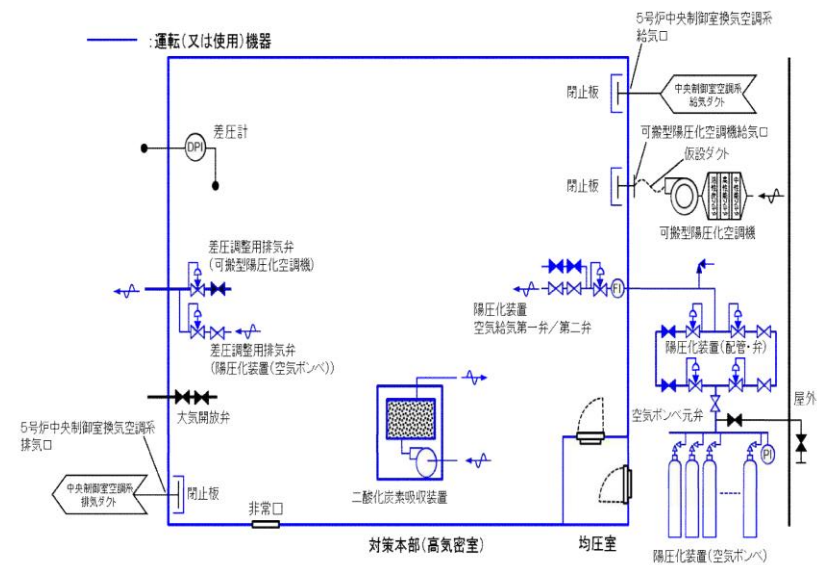 :運転(又は使用)機器
5号炉中央制御室換気空調系
給気口
閉止板
中央制御室空調系
給気ダクト
差圧計
DPI
可搬型陽圧化空調機給気口
仮設ダクト
閉止板
可搬型陽圧化空調機
差圧調整用排気弁
(可搬型陽圧化空調機)
FI
陽圧化装置
空気給気第一弁/第二弁
陽圧化装置(配管・弁)
差圧調整用排気弁
(陽圧化装置(空気ボンベ))
大気開放弁
空気ボンベ元弁
屋外
5号炉中央制御室換気空調系
排気口
中央制御室空調系
排気ダクト
閉止板
PI
二酸化炭素吸収装置
非常口
対策本部(高気密室)
均圧室
陽圧化装置(空気ボンベ)